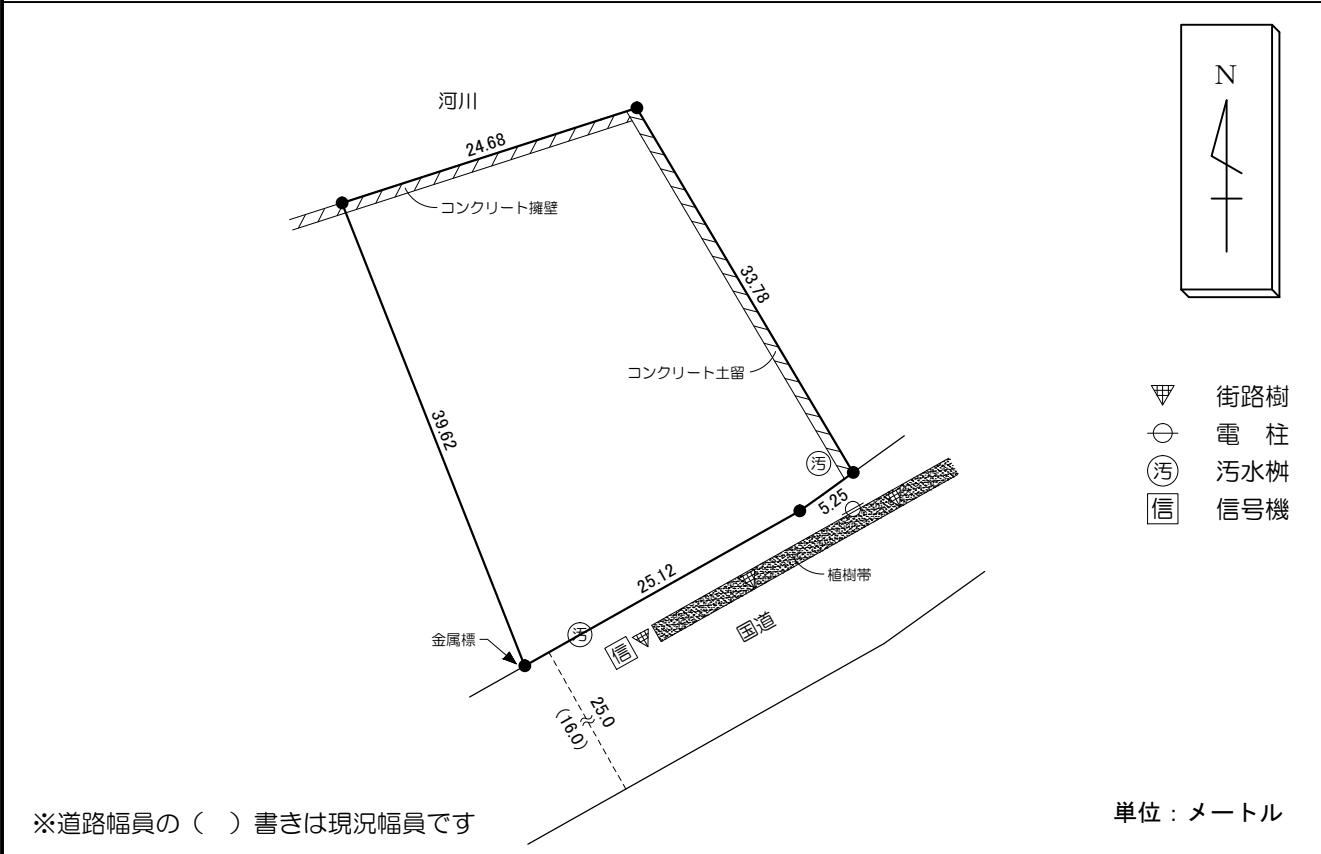 河川
N
24.68
コンクリート擁壁
33.78
コンクリート土留
39.62
街路樹
電 柱
汚 汚水桝
信 信号機
汚
5.25
25.12
植樹帯
金属標
汚
信
国道
25.0
(16.0)
※道路幅員の( )書きは現況幅員です
単位:メートル